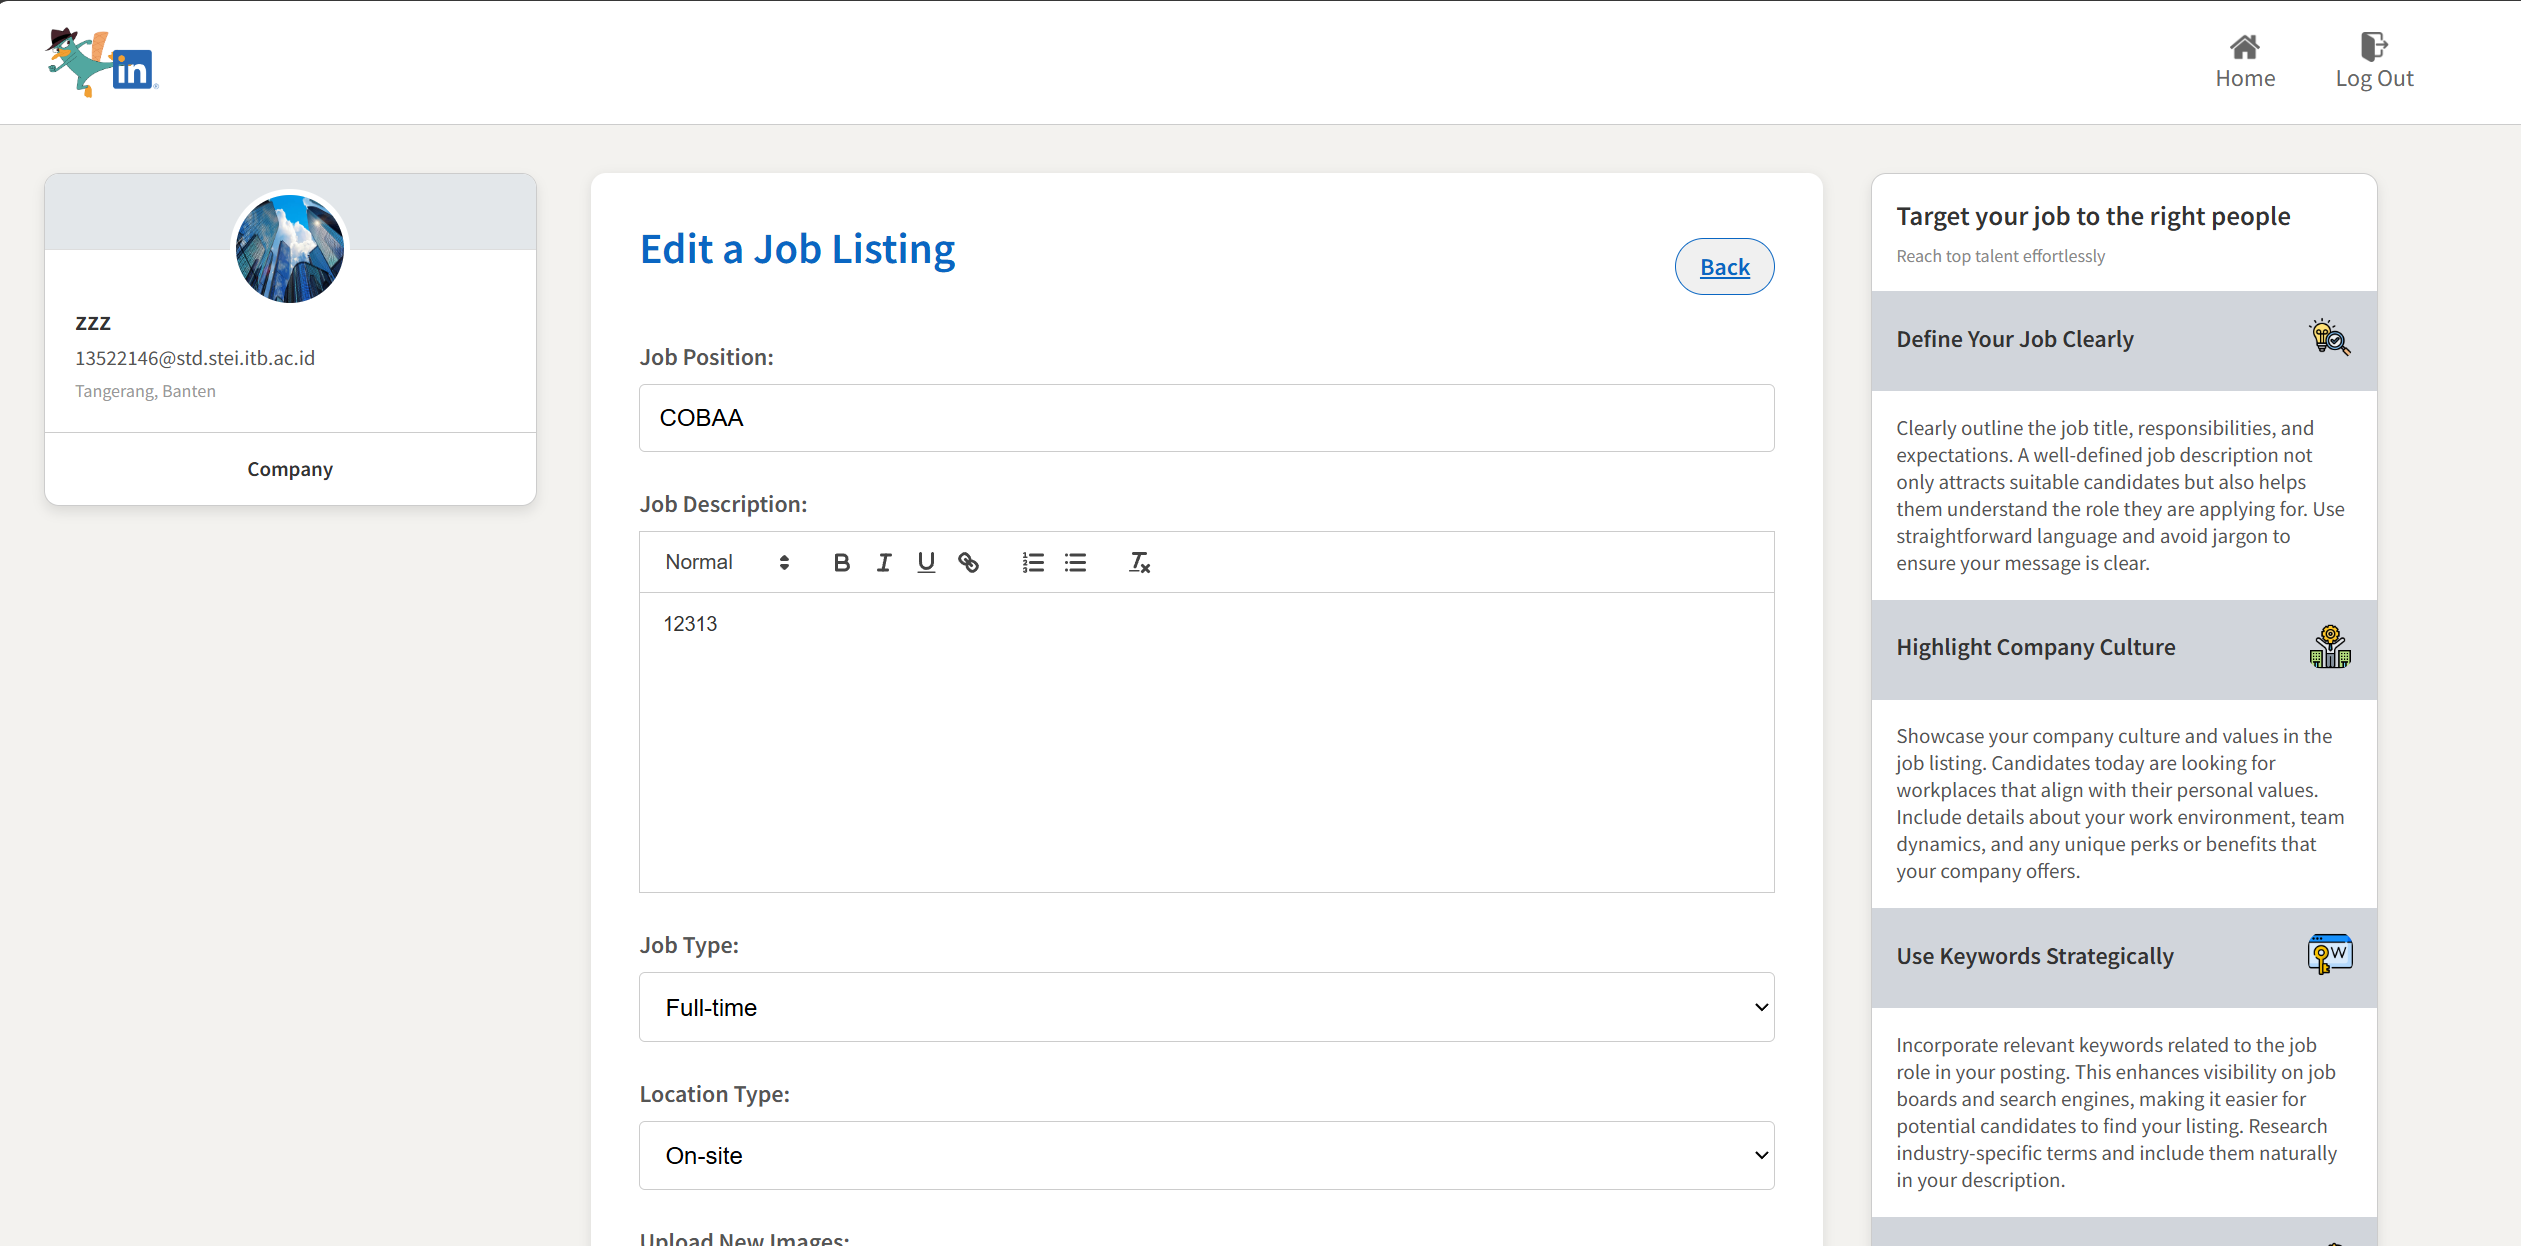 in
Home
Log Out
zzz
13522146@std.stei.itb.ac.id
Tangerang, Banten
Company
Edit a Job Listing
Back
Job Position:
COBAA
Job Description:
Normal
12313
Job Type:
Full-time
Location Type:
On-site
Upload New Images:
Target your job to the right people
Reach top talent effortlessly
Define Your Job Clearly
Clearly outline the job title, responsibilities, and
expectations. A well-defined job description not
only attracts suitable candidates but also helps
them understand the role they are applying for. Use
straightforward language and avoid jargon to
ensure your message is clear.
Highlight Company Culture
Showcase your company culture and values in the
job listing. Candidates today are looking for
workplaces that align with their personal values.
Include details about your work environment, team
dynamics, and any unique perks or benefits that
your company offers.
Use Keywords Strategically
Incorporate relevant keywords related to the job
role in your posting. This enhances visibility on job
boards and search engines, making it easier for
potential candidates to find your listing. Research
industry-specific terms and include them naturally
in your description.